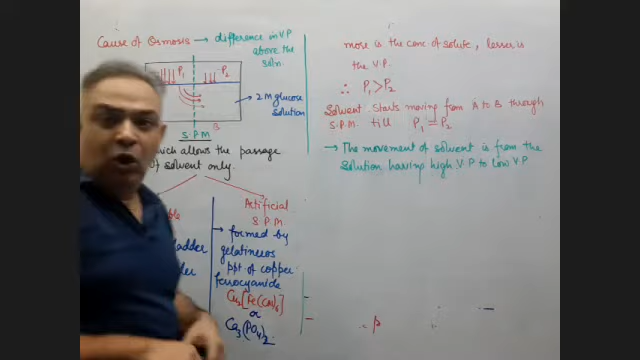 Cause of Osmosis → difference in V.P
above the
soln.
P1 P2
→ 2M glucose
solution
B
S.P.M
which allows the passage
of solvent only.
Artificial
S.P.M.
→ formed by
gelatineous
ppt of copper
ferrocyanide
Cu2[Fe(CN)6]
or
Ca3(PO4)2
more is the conc of solute, lesser is
the V.P.
∴ P1 > P2
Solvent starts moving from A to B through
S.P.M. till P1 = P2
→ The movement of solvent is from the
solution having high V.P to low V.P